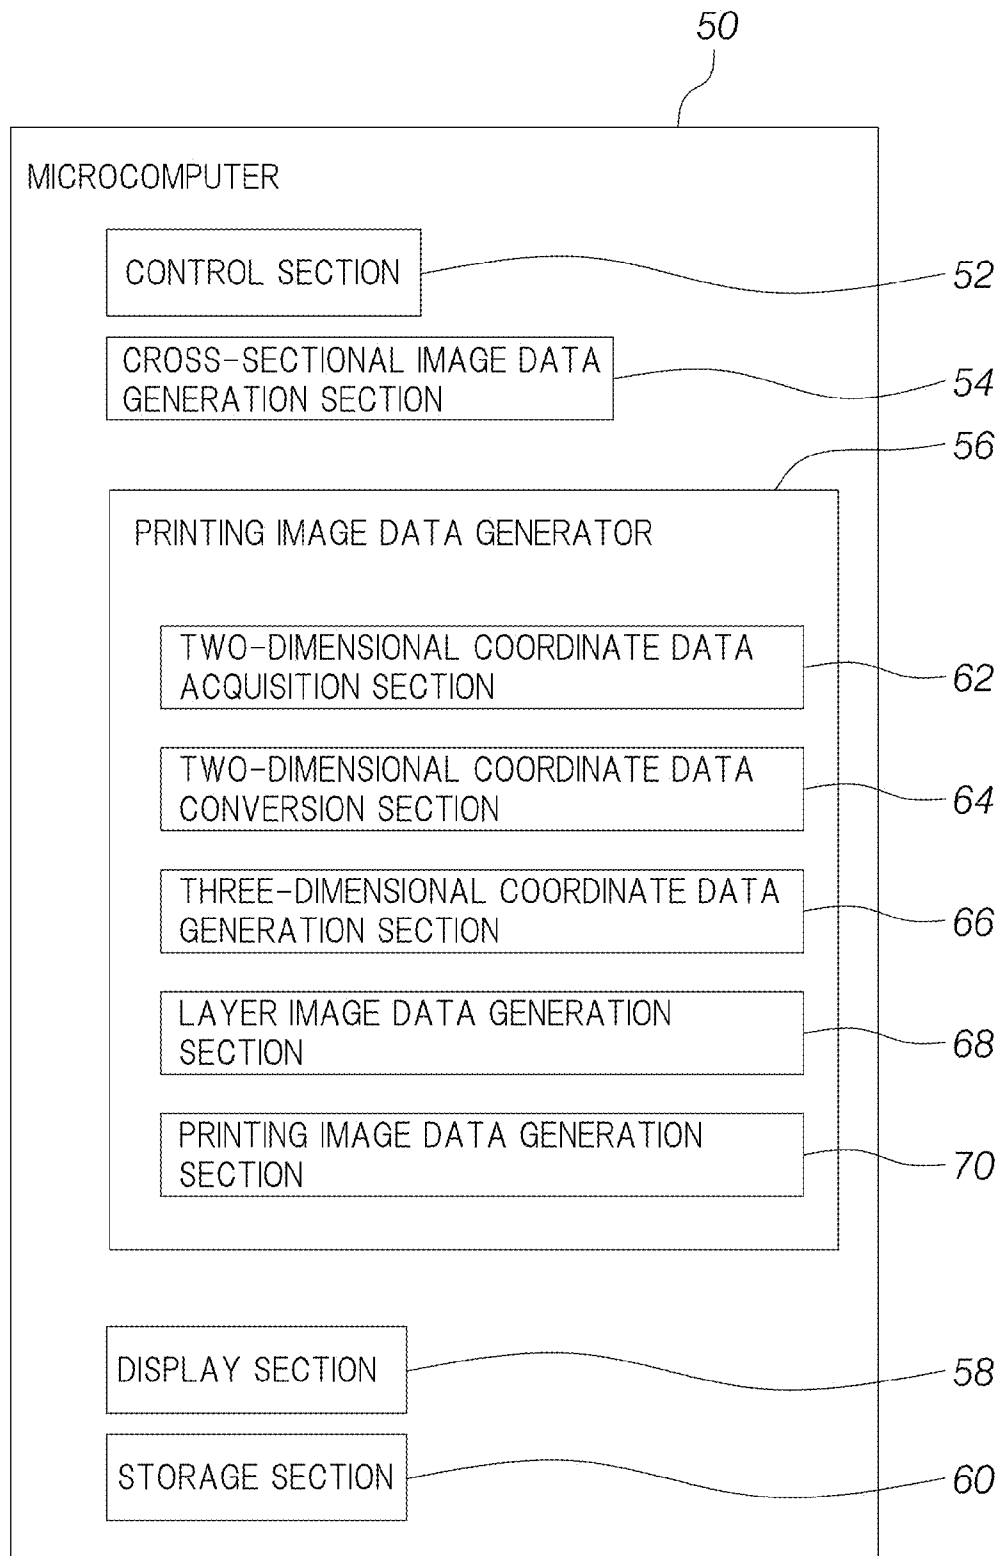 50
MICROCOMPUTER
CONTROL SECTION
52
CROSS-SECTIONAL IMAGE DATA
GENERATION SECTION
54
56
PRINTING IMAGE DATA GENERATOR
TWO-DIMENSIONAL COORDINATE DATA
ACQUISITION SECTION
62
TWO-DIMENSIONAL COORDINATE DATA
CONVERSION SECTION
64
THREE-DIMENSIONAL COORDINATE DATA
GENERATION SECTION
66
LAYER IMAGE DATA GENERATION
SECTION
68
PRINTING IMAGE DATA GENERATION
SECTION
70
DISPLAY SECTION
58
STORAGE SECTION
60